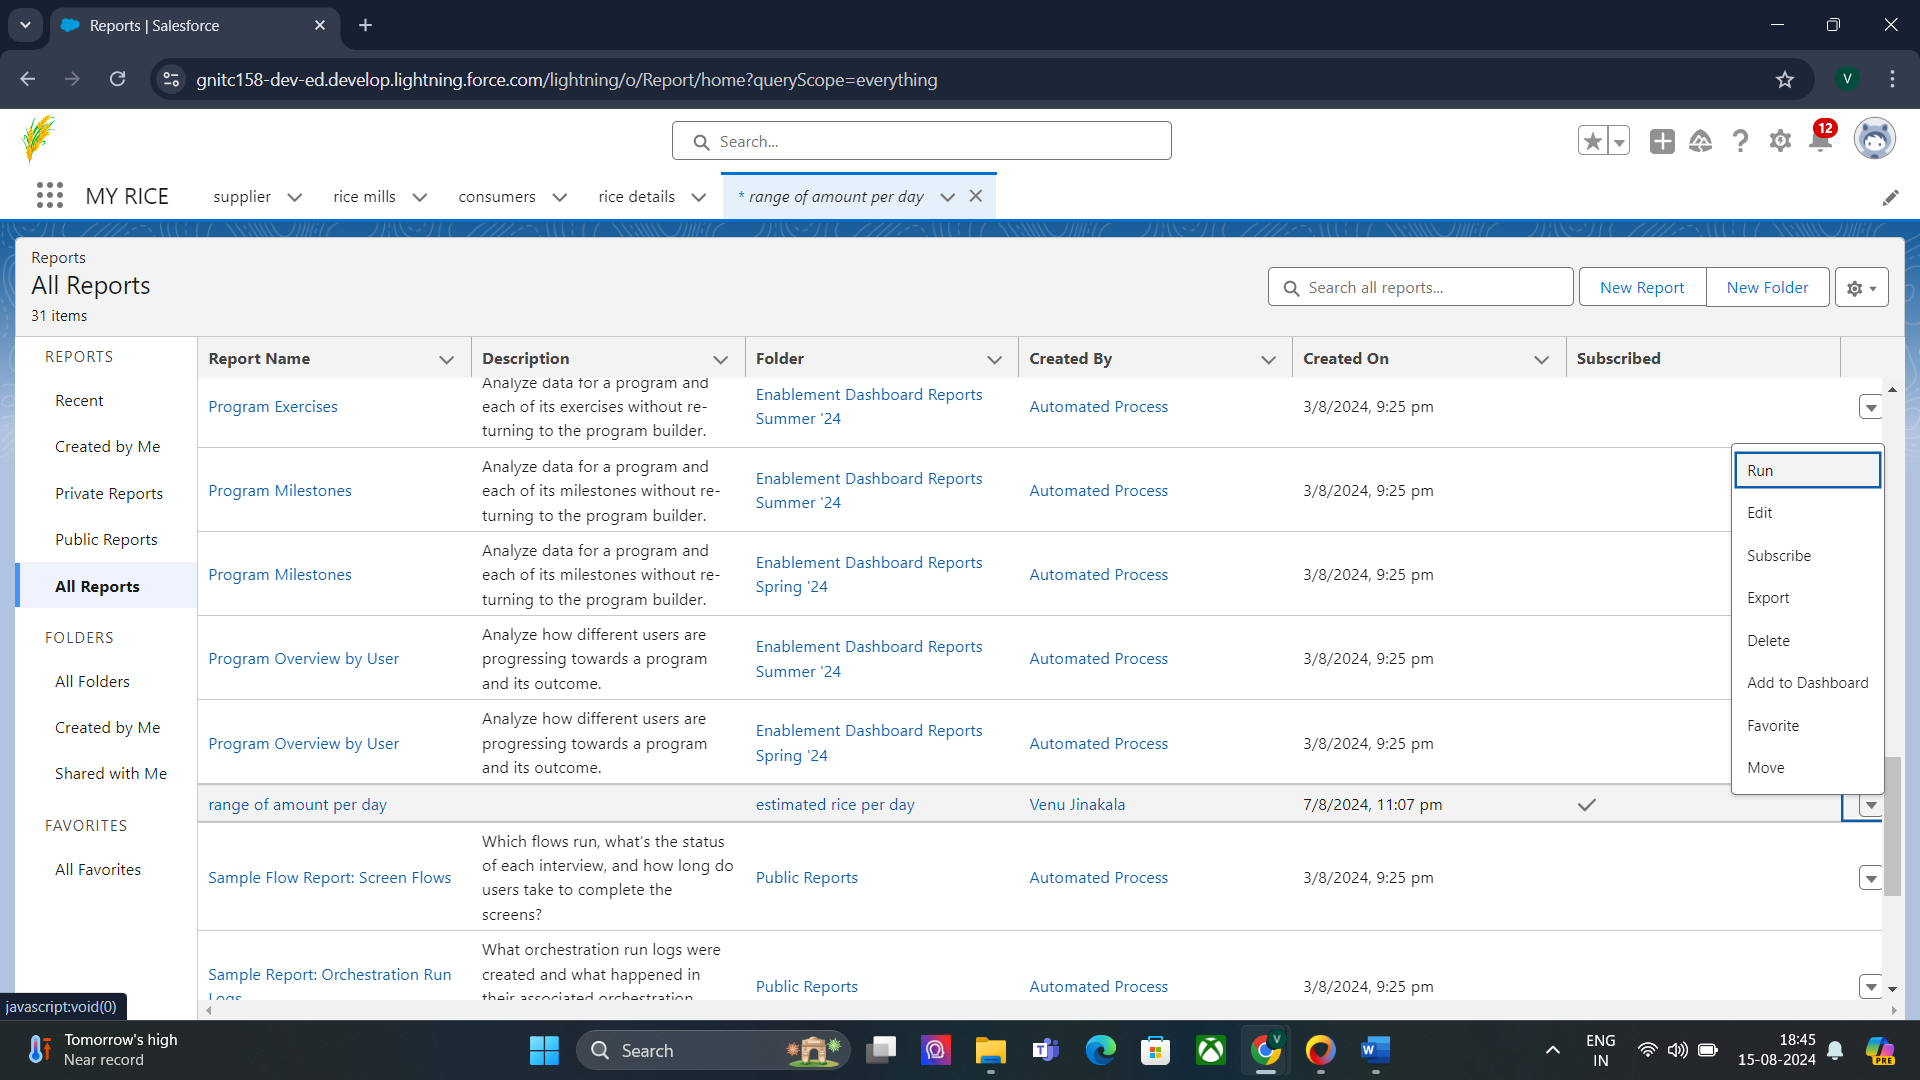 Reports | Salesforce
gnitc158-dev-ed.develop.lightning.force.com/lightning/o/Report/home?queryScope=everything
V
Search...
12
MY RICE
supplier
rice mills
consumers
rice details
* range of amount per day
Reports
All Reports
31 items
Search all reports...
New Report
New Folder
REPORTS
Recent
Created by Me
Private Reports
Public Reports
All Reports
FOLDERS
All Folders
Created by Me
Shared with Me
FAVORITES
All Favorites
Report Name
Description
Folder
Created By
Created On
Subscribed
Program Exercises
Analyze data for a program and
each of its exercises without re-
turning to the program builder.
Enablement Dashboard Reports
Summer '24
Automated Process
3/8/2024, 9:25 pm
Program Milestones
Analyze data for a program and
each of its milestones without re-
turning to the program builder.
Enablement Dashboard Reports
Summer '24
Automated Process
3/8/2024, 9:25 pm
Program Milestones
Analyze data for a program and
each of its milestones without re-
turning to the program builder.
Enablement Dashboard Reports
Spring '24
Automated Process
3/8/2024, 9:25 pm
Program Overview by User
Analyze how different users are
progressing towards a program
and its outcome.
Enablement Dashboard Reports
Summer '24
Automated Process
3/8/2024, 9:25 pm
Program Overview by User
Analyze how different users are
progressing towards a program
and its outcome.
Enablement Dashboard Reports
Spring '24
Automated Process
3/8/2024, 9:25 pm
range of amount per day
estimated rice per day
Venu Jinakala
7/8/2024, 11:07 pm
Sample Flow Report: Screen Flows
Which flows run, what's the status
of each interview, and how long do
users take to complete the
screens?
Public Reports
Automated Process
3/8/2024, 9:25 pm
Sample Report: Orchestration Run
Logs
What orchestration run logs were
created and what happened in
their associated orchestration
Public Reports
Automated Process
3/8/2024, 9:25 pm
Run
Edit
Subscribe
Export
Delete
Add to Dashboard
Favorite
Move
javascript:void(0)
Tomorrow's high
Near record
Search
V
ENG
IN
18:45
15-08-2024
PRE